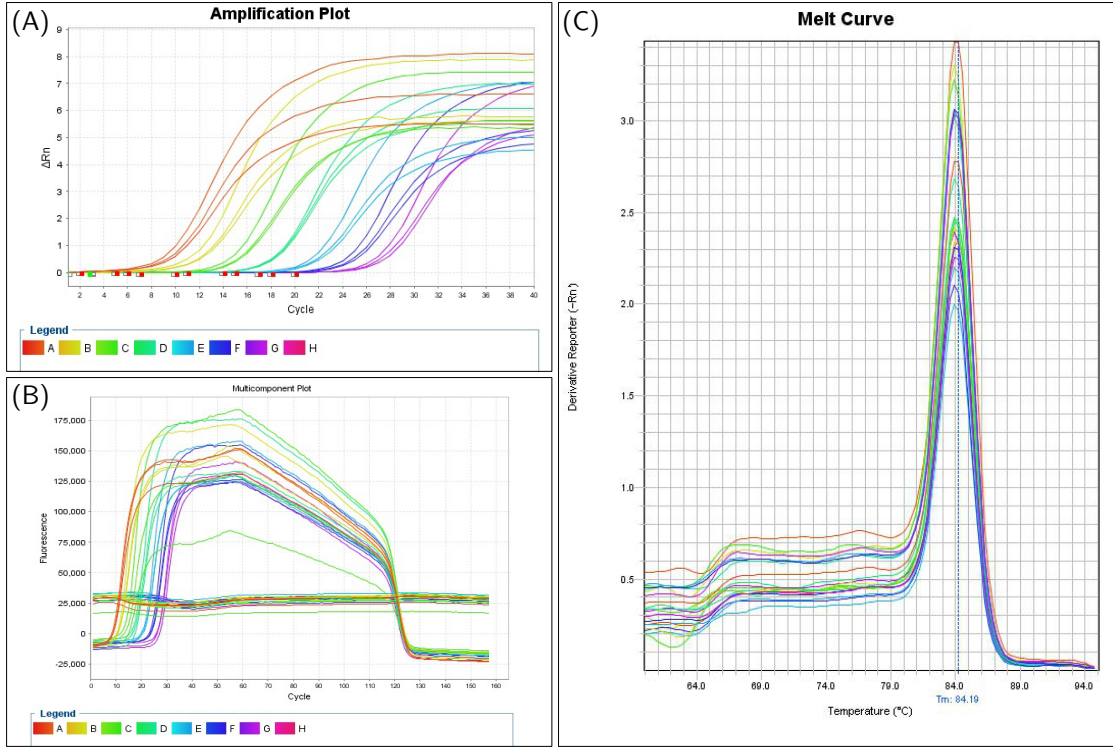 (A)
Amplification Plot
9
8
7
6
5
4
3
2
1
0
ΔRn
2 4 6 8 10 12 14 16 18 20 22 24 26 28 30 32 34 36 38 40
Cycle
Legend
A B C D E F G H
(B)
Multicomponent Plot
175,000
150,000
125,000
100,000
75,000
50,000
25,000
0
-25,000
Fluorescence
0 10 20 30 40 50 60 70 80 90 100 110 120 130 140 150 160
Cycle
Legend
A B C D E F G H
(C)
Melt Curve
3.0
2.5
2.0
1.5
1.0
0.5
Derivative Reporter (-Rn')
64.0 69.0 74.0 79.0 84.0 89.0 94.0
Tm: 84.19
Temperature (°C)